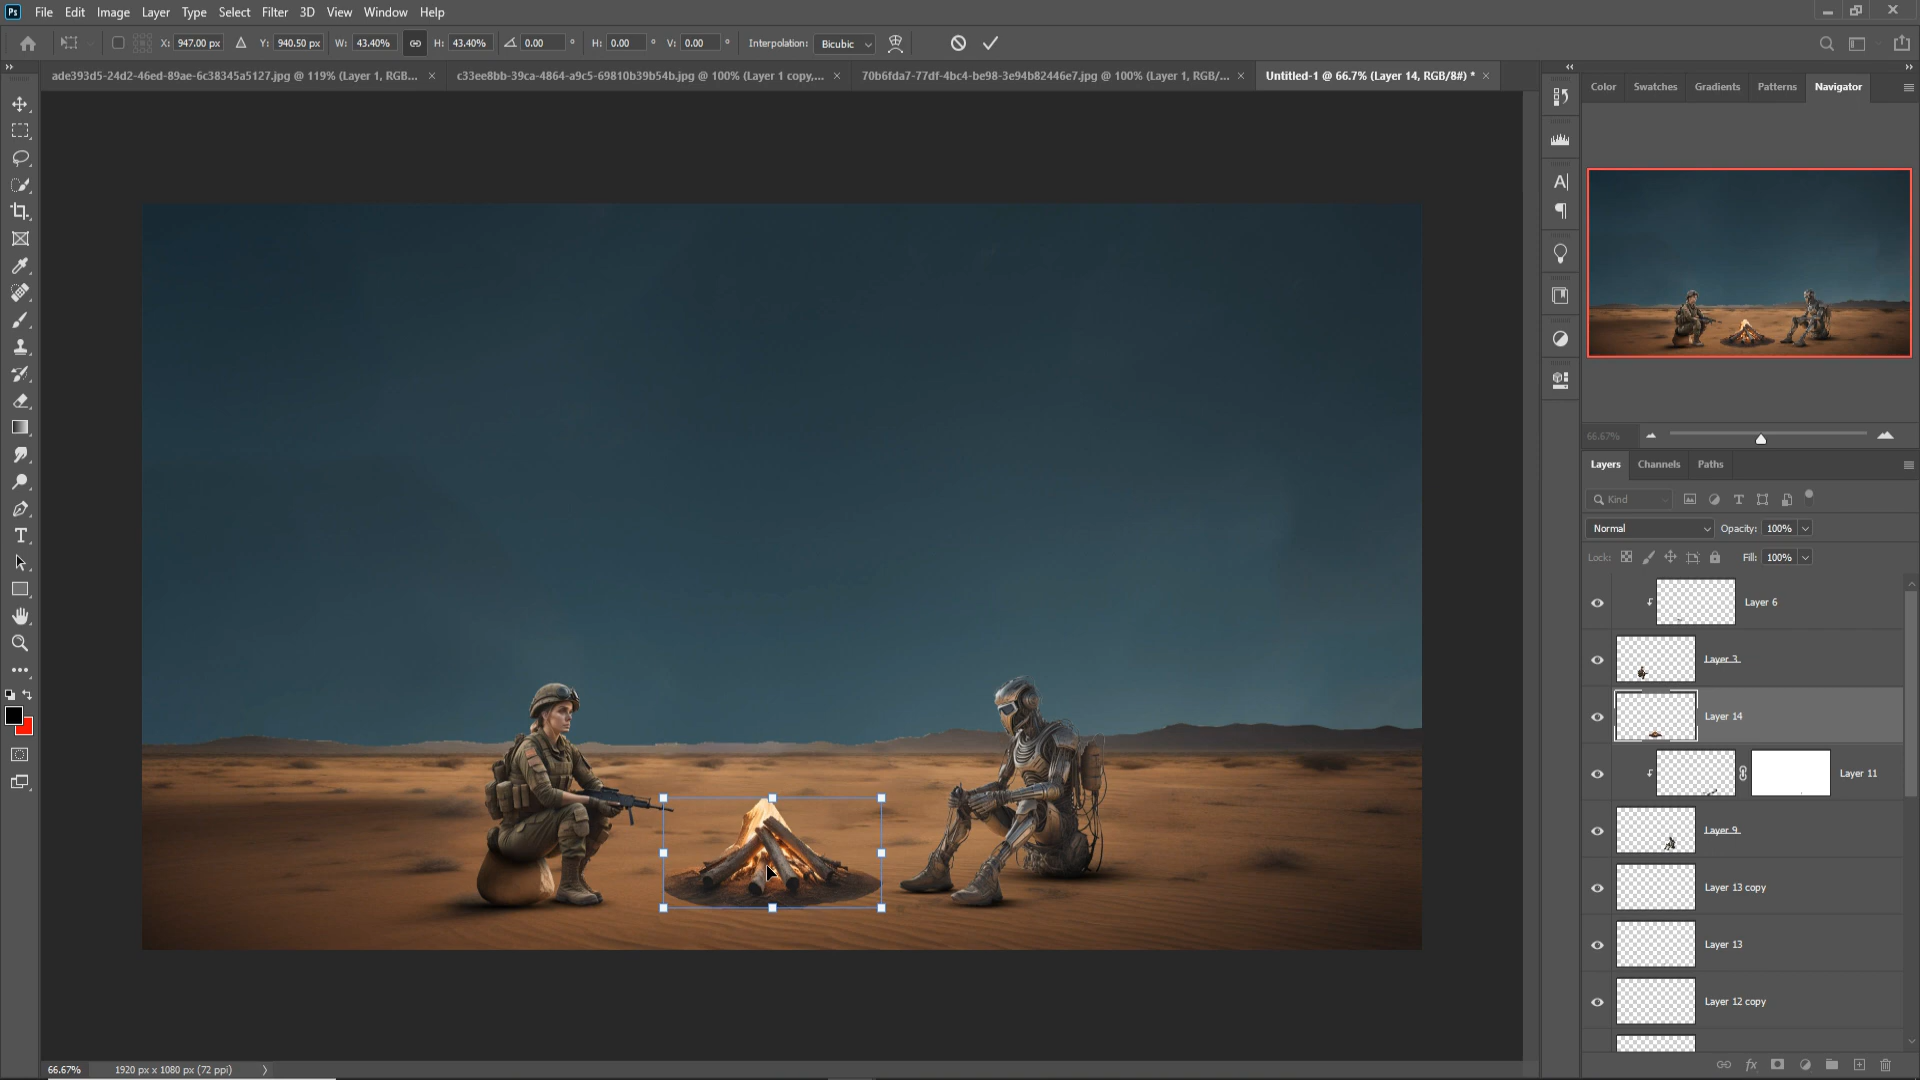 Ps File Edit Image Layer Type Select Filter 3D View Window Help
X: 947.00 px Y: 940.50 px W: 43.40% H: 43.40% 0.00 ° H: 0.00 ° V: 0.00 ° Interpolation: Bicubic
ade393d5-24d2-46ed-89ae-6c38345a5127.jpg @ 119% (Layer 1, RGB... × c33ee8bb-39ca-4864-a9c5-69810b39b54b.jpg @ 100% (Layer 1 copy,... × 70b6fda7-77df-4bc4-be98-3e94b82446e7.jpg @ 100% (Layer 1, RGB/... × Untitled-1 @ 66.7% (Layer 14, RGB/8#) * ×
Color Swatches Gradients Patterns Navigator
66.67%
Layers Channels Paths
Kind
Normal Opacity: 100%
Lock: Fill: 100%
Layer 6
Layer 3
Layer 14
Layer 11
Layer 9
Layer 13 copy
Layer 13
Layer 12 copy
fx
66.67% 1920 px x 1080 px (72 ppi)